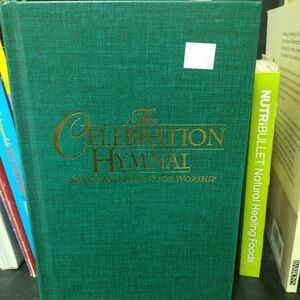 The
CELEBRATION
HYMNAL
SONGS AND HYMNS FOR WORSHIP
NUTRiBULLET Natural Healing Foods